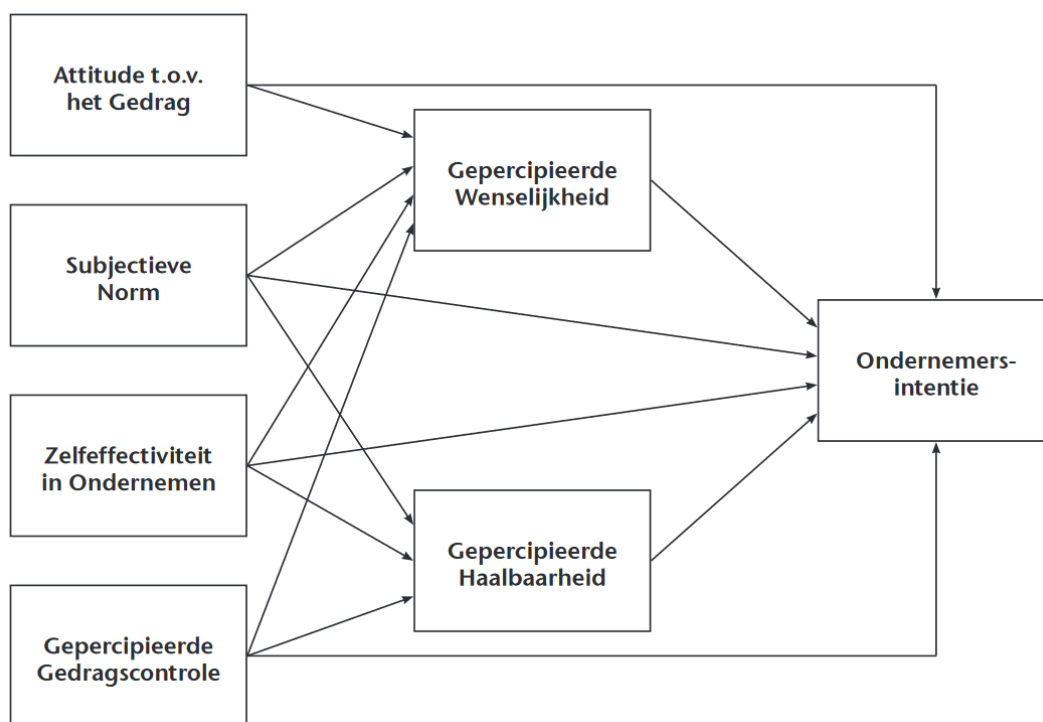 Attitude t.o.v.
het Gedrag
Gepercipieerde
Wenselijkheid
Subjectieve
Norm
Ondernemers-
intentie
Zelfeffectiviteit
in Ondernemen
Gepercipieerde
Haalbaarheid
Gepercipieerde
Gedragscontrole